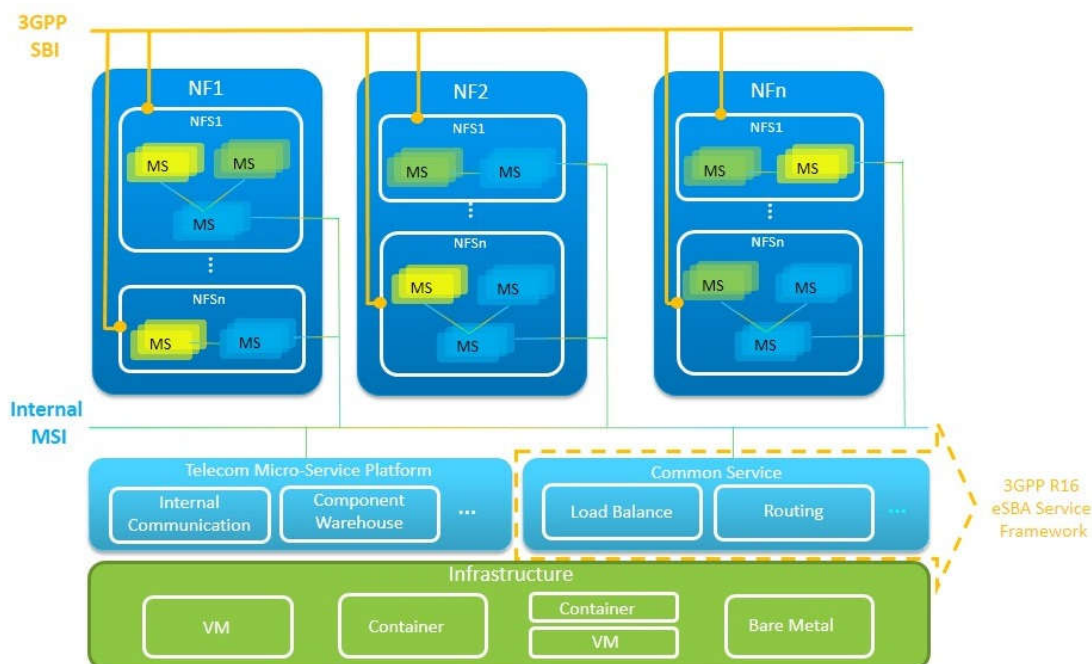 3GPP
SBI
NF1
NFS1
MS
MS
MS
...
NFSn
MS
MS
NF2
NFS1
MS
MS
...
NFSn
MS
MS
MS
NFn
NFS1
MS
MS
...
NFSn
MS
MS
MS
Internal
MSI
Telecom Micro-Service Platform
Internal
Communication
Component
Warehouse
...
Common Service
Load Balance
Routing
...
3GPP R16
eSBA Service
Framework
Infrastructure
VM
Container
Container
VM
Bare Metal